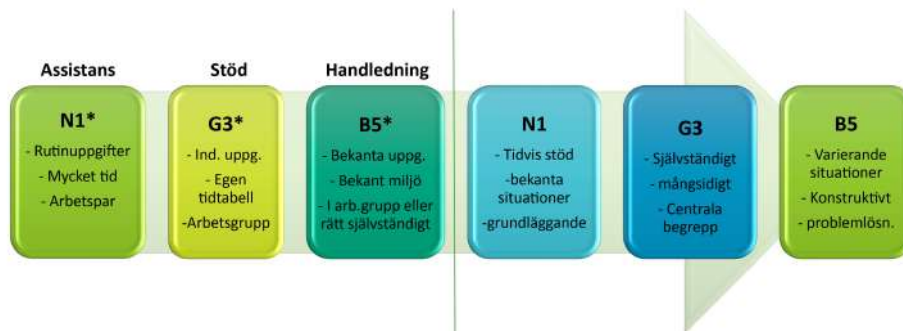 Assistans
Stöd
Handledning
N1*
- Rutinuppgifter
- Mycket tid
- Arbetspar
G3*
- Ind. uppg.
- Egen
tidtabell
-Arbetsgrupp
B5*
- Bekanta uppg.
- Bekant miljö
- I arb.grupp eller
rätt självständigt
N1
- Tidvis stöd
-bekanta
situationer
-grundläggande
G3
- Självständigt
- mångsidigt
- Centrala
begrepp
B5
- Varierande
situationer
- Konstruktivt
- problemlösn.